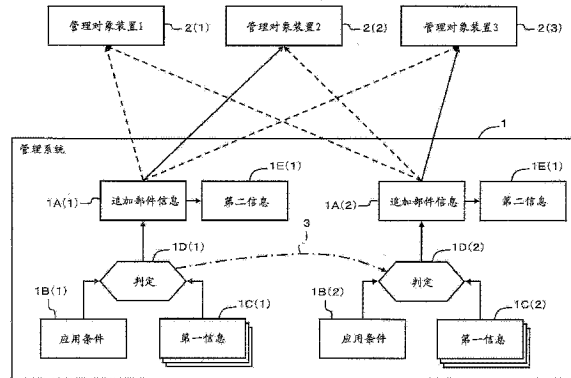 管理对象装置1 2(1) 管理对象装置2 2(2) 管理对象装置3 2(3)
1
管理系统
1E(1) 1E(1)
1A(1) 追加部件信息 第二信息 1A(2) 追加部件信息 第二信息
3
1D(1) 1D(2)
判定 判定
1B(1) 1C(1) 1B(2) 1C(2)
应用条件 第一信息 应用条件 第一信息